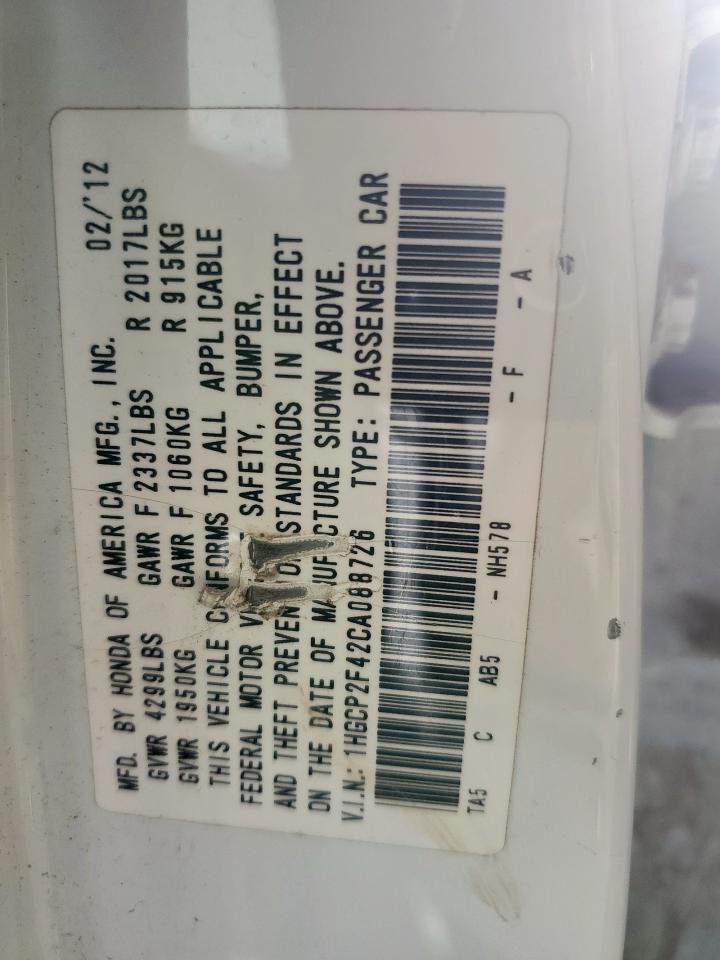 MFD. BY HONDA OF AMERICA MFG., INC. 02/'12
GVWR 4299LBS GAWR F 2337LBS R 2017LBS
GVWR 1950KG GAWR F 1060KG R 915KG
THIS VEHICLE CONFORMS TO ALL APPLICABLE
FEDERAL MOTOR V SAFETY, BUMPER,
AND THEFT PREVEN STANDARDS IN EFFECT
ON THE DATE OF MANUFACTURE SHOWN ABOVE.
V.I.N.: 1HGCP2F42CA088726 TYPE: PASSENGER CAR
TA5 C AB5 - NH578 - F - A